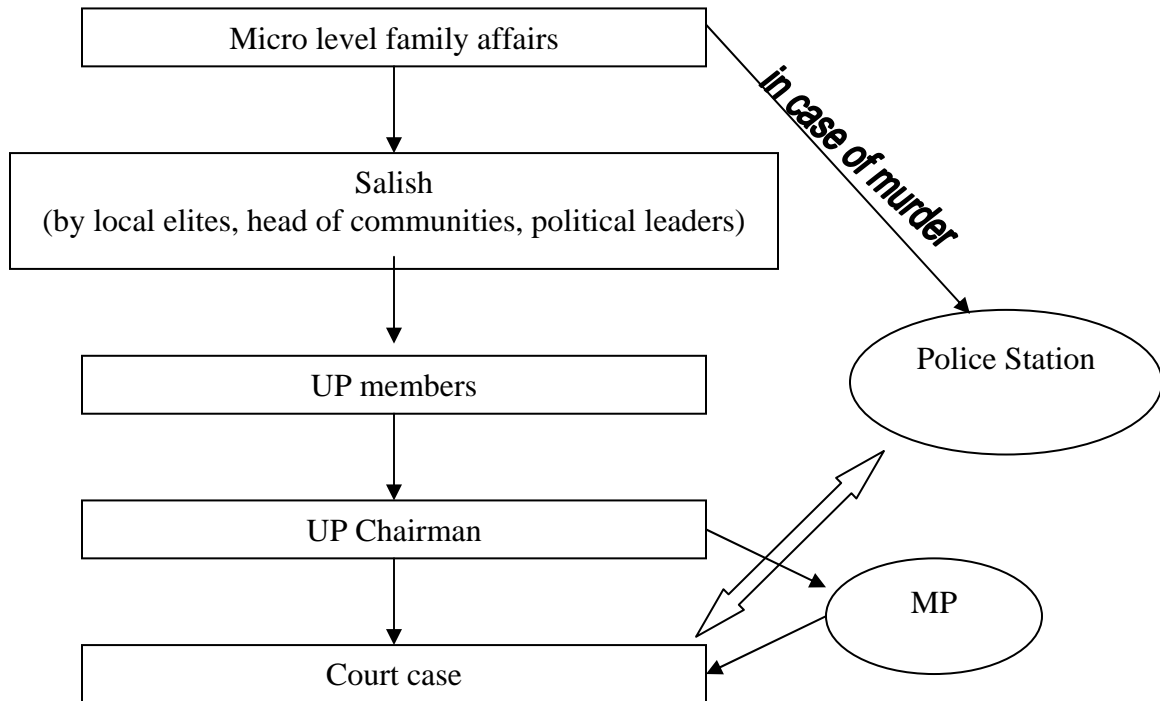 Micro level family affairs
in case of murder
Salish
(by local elites, head of communities, political leaders)
Police Station
UP members
UP Chairman
MP
Court case